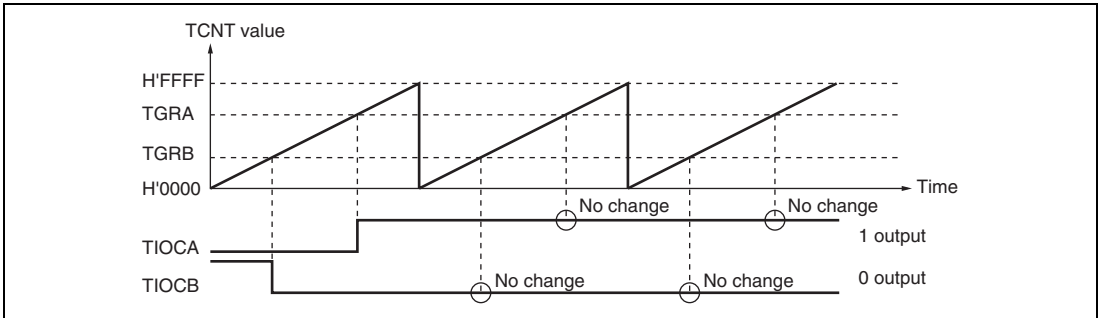 TCNT value
H'FFFF
TGRA
TGRB
H'0000
Time
No change
No change
1 output
TIOCA
No change
No change
0 output
TIOCB